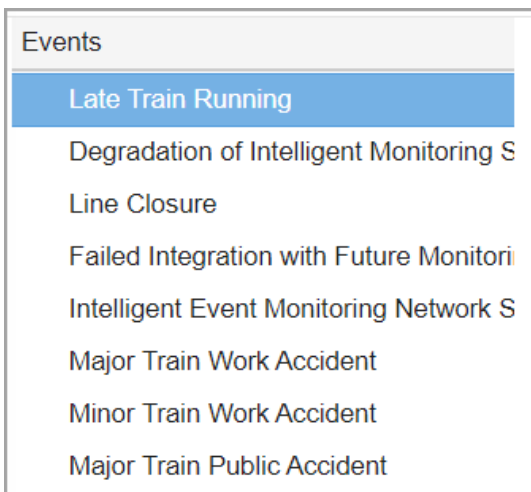 Events
Late Train Running
Degradation of Intelligent Monitoring S
Line Closure
Failed Integration with Future Monitori
Intelligent Event Monitoring Network S
Major Train Work Accident
Minor Train Work Accident
Major Train Public Accident